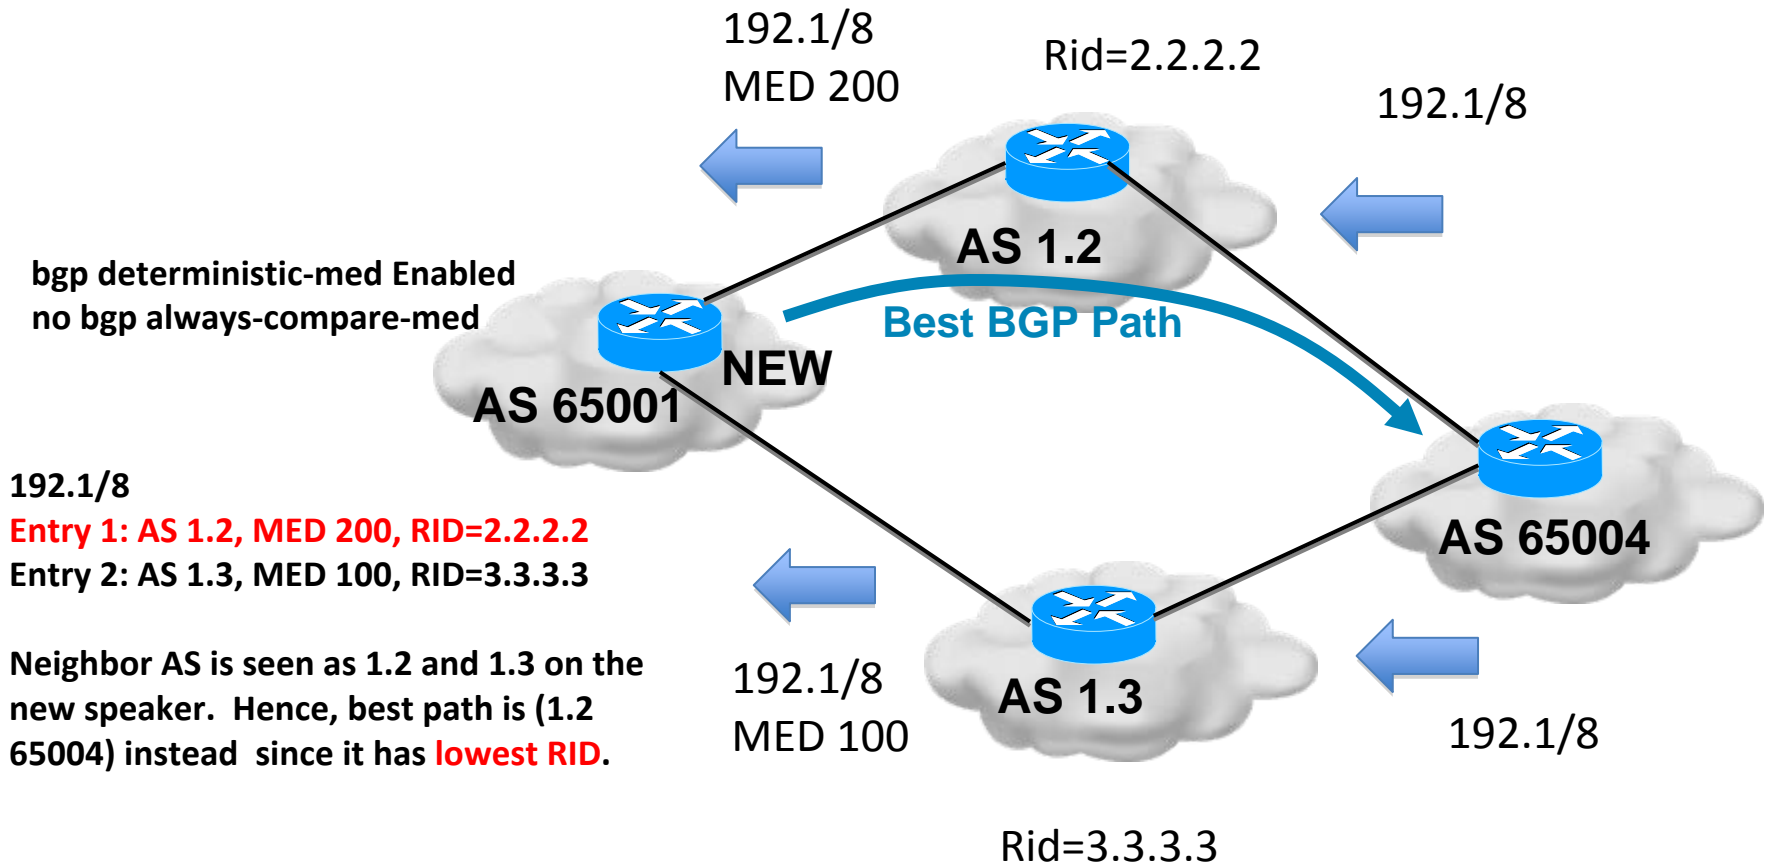 192.1/8
MED 200
Rid=2.2.2.2
192.1/8
AS 1.2
bgp deterministic-med Enabled
no bgp always-compare-med
Best BGP Path
NEW
AS 65001
192.1/8
Entry 1: AS 1.2, MED 200, RID=2.2.2.2
Entry 2: AS 1.3, MED 100, RID=3.3.3.3
AS 65004
Neighbor AS is seen as 1.2 and 1.3 on the
new speaker.  Hence, best path is (1.2
65004) instead  since it has lowest RID.
192.1/8
MED 100
AS 1.3
192.1/8
Rid=3.3.3.3